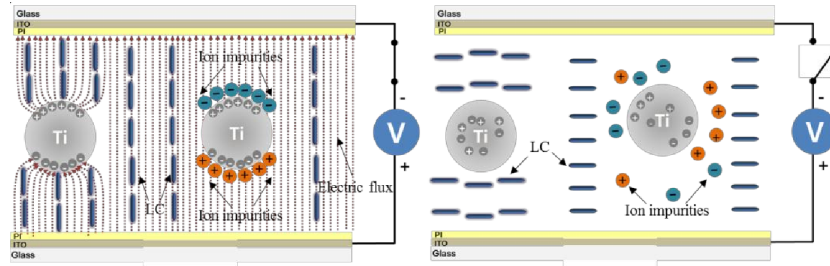 Glass
ITO
PI
Ion impurities
Ti
Ti
LC
Ion impurities
Electric flux
PI
ITO
Glass
-
V
+
Glass
ITO
PI
Ti
Ti
LC
Ion impurities
PI
ITO
Glass
-
V
+